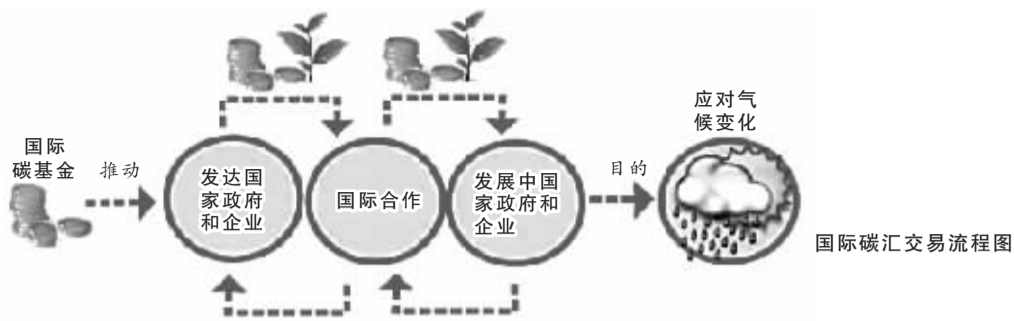 国际
碳基金
推动
发达国
家政府
和企业
国际合作
发展中国
家政府和
企业
目的
应对气
候变化
国际碳汇交易流程图